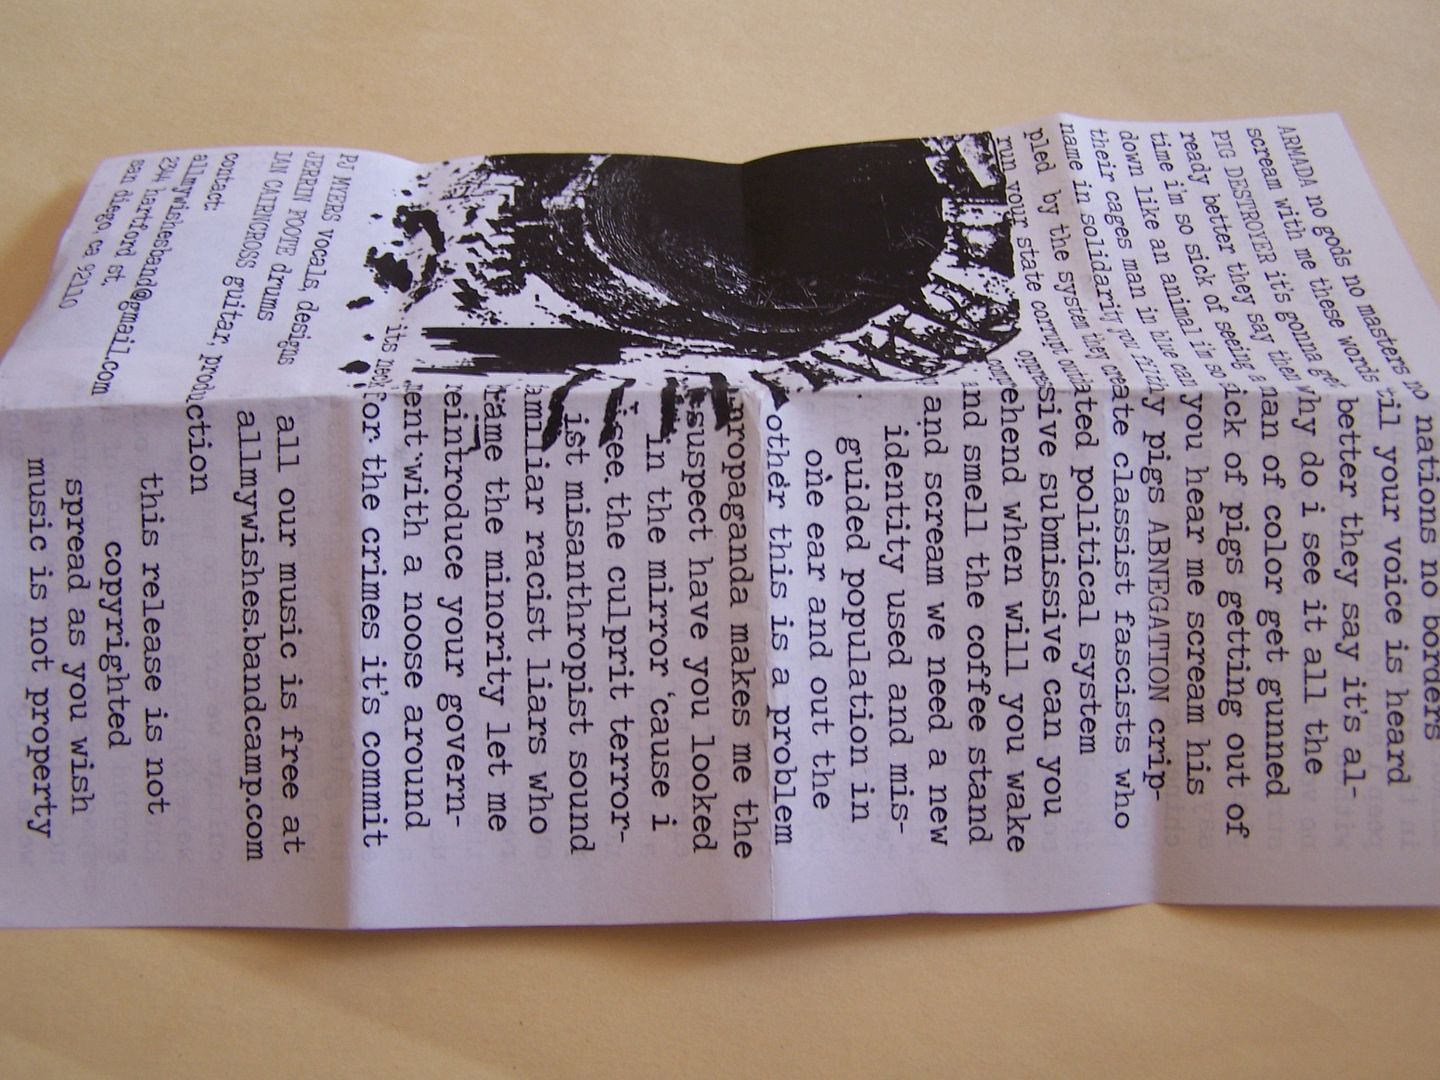 ARMADA no gods no masters no nations no borders
scream with me these words 'til your voice is heard
PIG DESTROYER it's gonna get better they say it's al-
ready better they say then why do i see it all the
time i'm so sick of seeing a man of color get gunned
down like an animal i'm so sick of pigs getting out of
their cages man in blue can you hear me scream his
name in solidarity you filthy pigs ABNEGATION crip-
pled by the system they create classist fascists who
run your state corrupt outdated political system
oppressive submissive can you
comprehend when will you wake
and smell the coffee stand
and scream we need a new
identity used and mis-
guided population in
one ear and out the
other this is a problem
propaganda makes me the
suspect have you looked
in the mirror 'cause i
see the culprit terror-
ist misanthropist sound
amiliar racist liars who
lame the minority let me
reintroduce your govern-
ment with a noose around
its neck for the crimes it's commit
PJ MYERS vocals, designs
JERRIN FOOTE drums
IAN CAIRNCROSS guitar, production
contact:
allmywishesband@gmail.com
2944 hartford st.
san diego, ca 92110
all our music is free at
allmywishes.bandcamp.com
this release is not
copyrighted
spread as you wish
music is not property